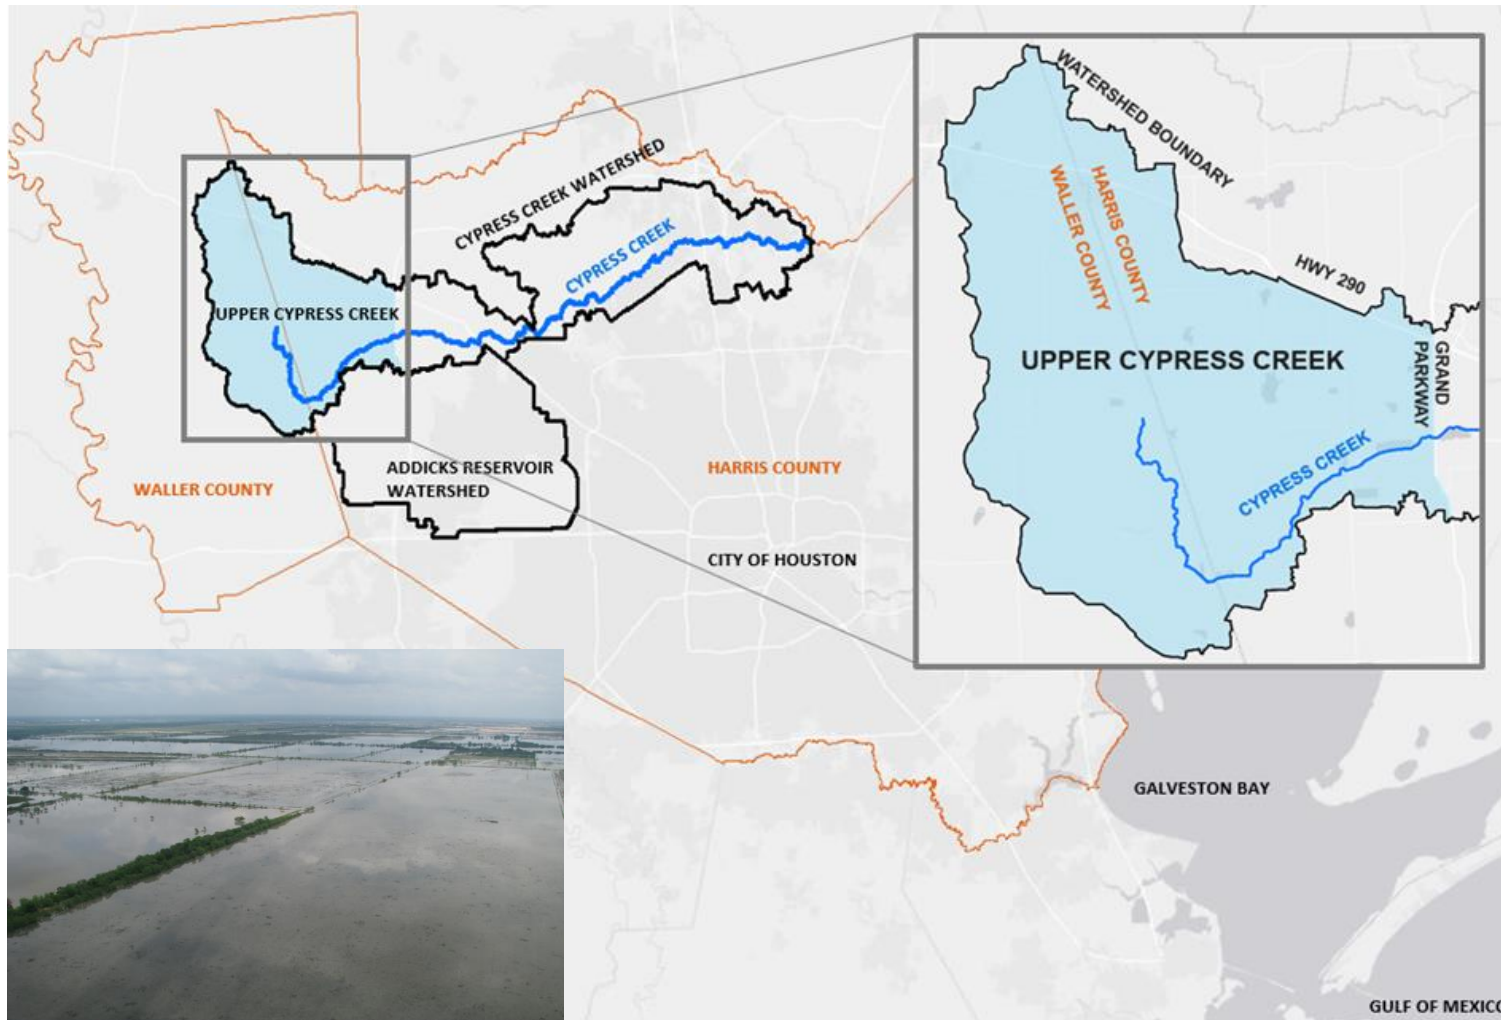 CYPRESS CREEK WATERSHED
CYPRESS CREEK
UPPER CYPRESS CREEK
ADDICKS RESERVOIR
WATERSHED
WALLER COUNTY
HARRIS COUNTY
CITY OF HOUSTON
GALVESTON BAY
GULF OF MEXICO
WATERSHED BOUNDARY
HARRIS COUNTY
WALLER COUNTY
HWY 290
UPPER CYPRESS CREEK
GRAND
PARKWAY
CYPRESS CREEK